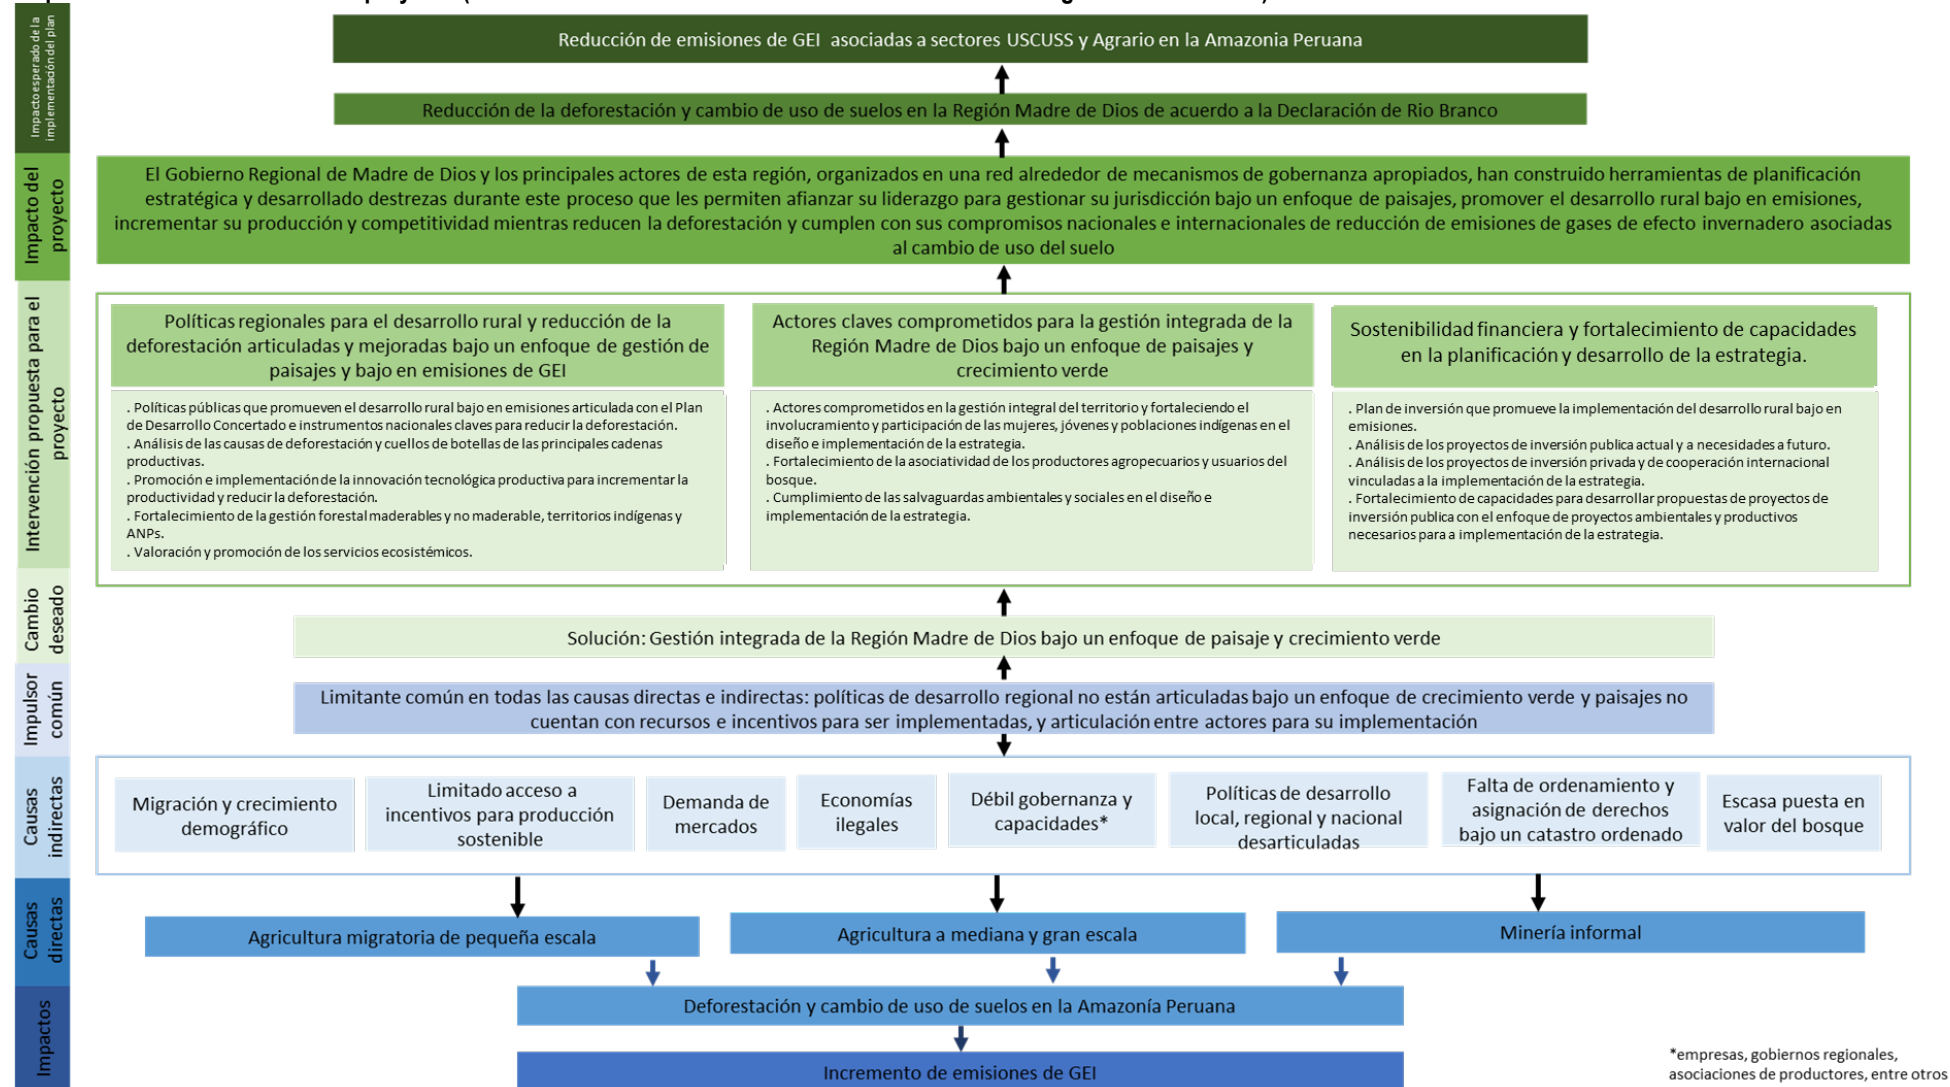 Impacto esperado de la
implementación del plan
Reducción de emisiones de GEI asociadas a sectores USCUSS y Agrario en la Amazonia Peruana
Reducción de la deforestación y cambio de uso de suelos en la Región Madre de Dios de acuerdo a la Declaración de Rio Branco
Impacto del
proyecto
El Gobierno Regional de Madre de Dios y los principales actores de esta región, organizados en una red alrededor de mecanismos de gobernanza apropiados, han construido herramientas de planificación
estratégica y desarrollado destrezas durante este proceso que les permiten afianzar su liderazgo para gestionar su jurisdicción bajo un enfoque de paisajes, promover el desarrollo rural bajo en emisiones,
incrementar su producción y competitividad mientras reducen la deforestación y cumplen con sus compromisos nacionales e internacionales de reducción de emisiones de gases de efecto invernadero asociadas
al cambio de uso del suelo
Intervención propuesta para el
proyecto
Políticas regionales para el desarrollo rural y reducción de la
deforestación articuladas y mejoradas bajo un enfoque de gestión de
paisajes y bajo en emisiones de GEI
. Políticas públicas que promueven el desarrollo rural bajo en emisiones articulada con el Plan
de Desarrollo Concertado e instrumentos nacionales claves para reducir la deforestación.
. Análisis de las causas de deforestación y cuellos de botellas de las principales cadenas
productivas.
. Promoción e implementación de la innovación tecnológica productiva para incrementar la
productividad y reducir la deforestación.
. Fortalecimiento de la gestión forestal maderables y no maderable, territorios indígenas y
ANPs.
. Valoración y promoción de los servicios ecosistémicos.
Actores claves comprometidos para la gestión integrada de la
Región Madre de Dios bajo un enfoque de paisajes y
crecimiento verde
. Actores comprometidos en la gestión integral del territorio y fortaleciendo el
involucramiento y participación de las mujeres, jóvenes y poblaciones indígenas en el
diseño e implementación de la estrategia.
. Fortalecimiento de la asociatividad de los productores agropecuarios y usuarios del
bosque.
. Cumplimiento de las salvaguardas ambientales y sociales en el diseño e
implementación de la estrategia.
Sostenibilidad financiera y fortalecimiento de capacidades
en la planificación y desarrollo de la estrategia.
. Plan de inversión que promueve la implementación del desarrollo rural bajo en
emisiones.
. Análisis de los proyectos de inversión publica actual y a necesidades a futuro.
. Análisis de los proyectos de inversión privada y de cooperación internacional
vinculadas a la implementación de la estrategia.
. Fortalecimiento de capacidades para desarrollar propuestas de proyectos de
inversión publica con el enfoque de proyectos ambientales y productivos
necesarios para a implementación de la estrategia.
Cambio
deseado
Solución: Gestión integrada de la Región Madre de Dios bajo un enfoque de paisaje y crecimiento verde
Impulsor
común
Limitante común en todas las causas directas e indirectas: políticas de desarrollo regional no están articuladas bajo un enfoque de crecimiento verde y paisajes no
cuentan con recursos e incentivos para ser implementadas, y articulación entre actores para su implementación
Causas
indirectas
Migración y crecimiento
demográfico
Limitado acceso a
incentivos para producción
sostenible
Demanda de
mercados
Economías
ilegales
Débil gobernanza y
capacidades*
Políticas de desarrollo
local, regional y nacional
desarticuladas
Falta de ordenamiento y
asignación de derechos
bajo un catastro ordenado
Escasa puesta en
valor del bosque
Causas
directas
Agricultura migratoria de pequeña escala
Agricultura a mediana y gran escala
Minería informal
Impactos
Deforestación y cambio de uso de suelos en la Amazonía Peruana
Incremento de emisiones de GEI
*empresas, gobiernos regionales,
asociaciones de productores, entre otros